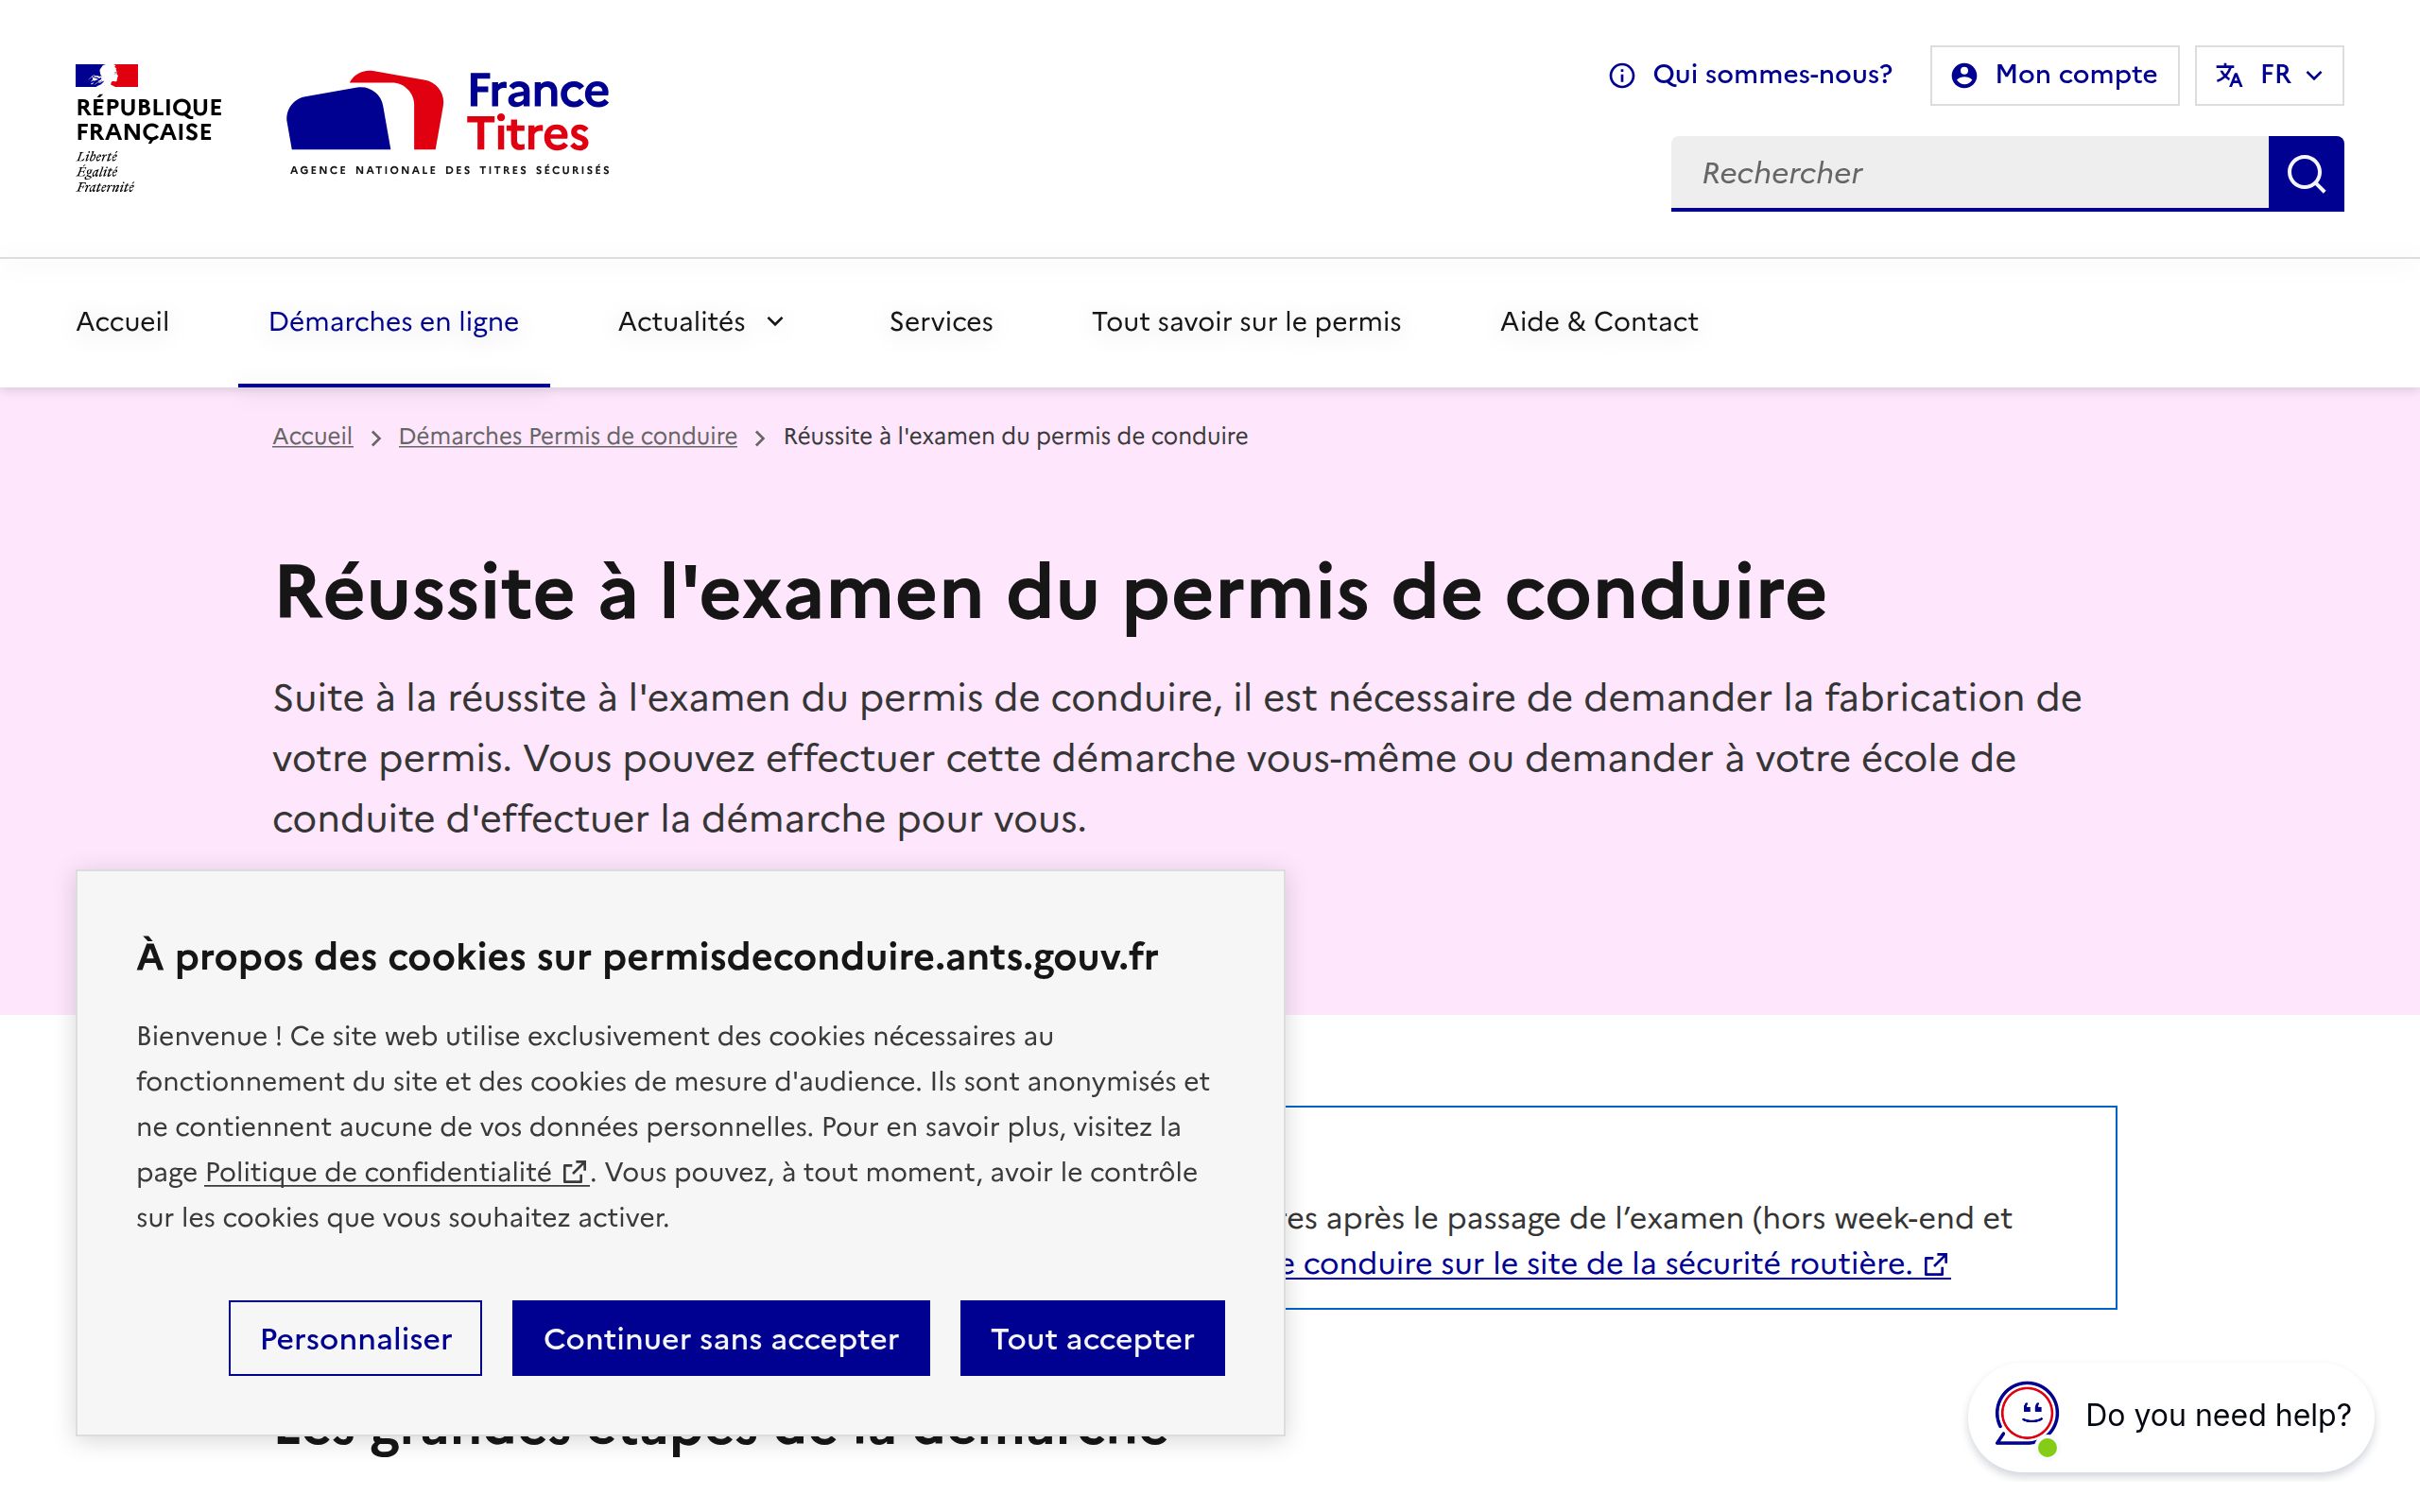 RÉPUBLIQUE
FRANÇAISE
Liberté
Égalité
Fraternité
France
Titres
AGENCE NATIONALE DES TITRES SÉCURISÉS
Qui sommes-nous?
Mon compte
FR
Rechercher
Accueil
Démarches en ligne
Actualités
Services
Tout savoir sur le permis
Aide & Contact
Accueil > Démarches Permis de conduire > Réussite à l'examen du permis de conduire
Réussite à l'examen du permis de conduire
Suite à la réussite à l'examen du permis de conduire, il est nécessaire de demander la fabrication de
votre permis. Vous pouvez effectuer cette démarche vous-même ou demander à votre école de
conduite d'effectuer la démarche pour vous.
À propos des cookies sur permisdeconduire.ants.gouv.fr
Bienvenue ! Ce site web utilise exclusivement des cookies nécessaires au
fonctionnement du site et des cookies de mesure d'audience. Ils sont anonymisés et
ne contiennent aucune de vos données personnelles. Pour en savoir plus, visitez la
page Politique de confidentialité. Vous pouvez, à tout moment, avoir le contrôle
sur les cookies que vous souhaitez activer.
Personnaliser
Continuer sans accepter
Tout accepter
après le passage de l’examen (hors week-end et
conduire sur le site de la sécurité routière.
Les grandes étapes de la démarche
Do you need help?